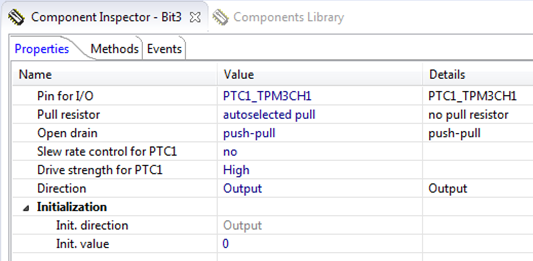 Component Inspector - Bit3 Components Library
Properties Methods Events
Name Value Details
Pin for I/O PTC1_TPM3CH1 PTC1_TPM3CH1
Pull resistor autoselected pull no pull resistor
Open drain push-pull push-pull
Slew rate control for PTC1 no
Drive strength for PTC1 High
Direction Output Output
Initialization
Init. direction Output
Init. value 0